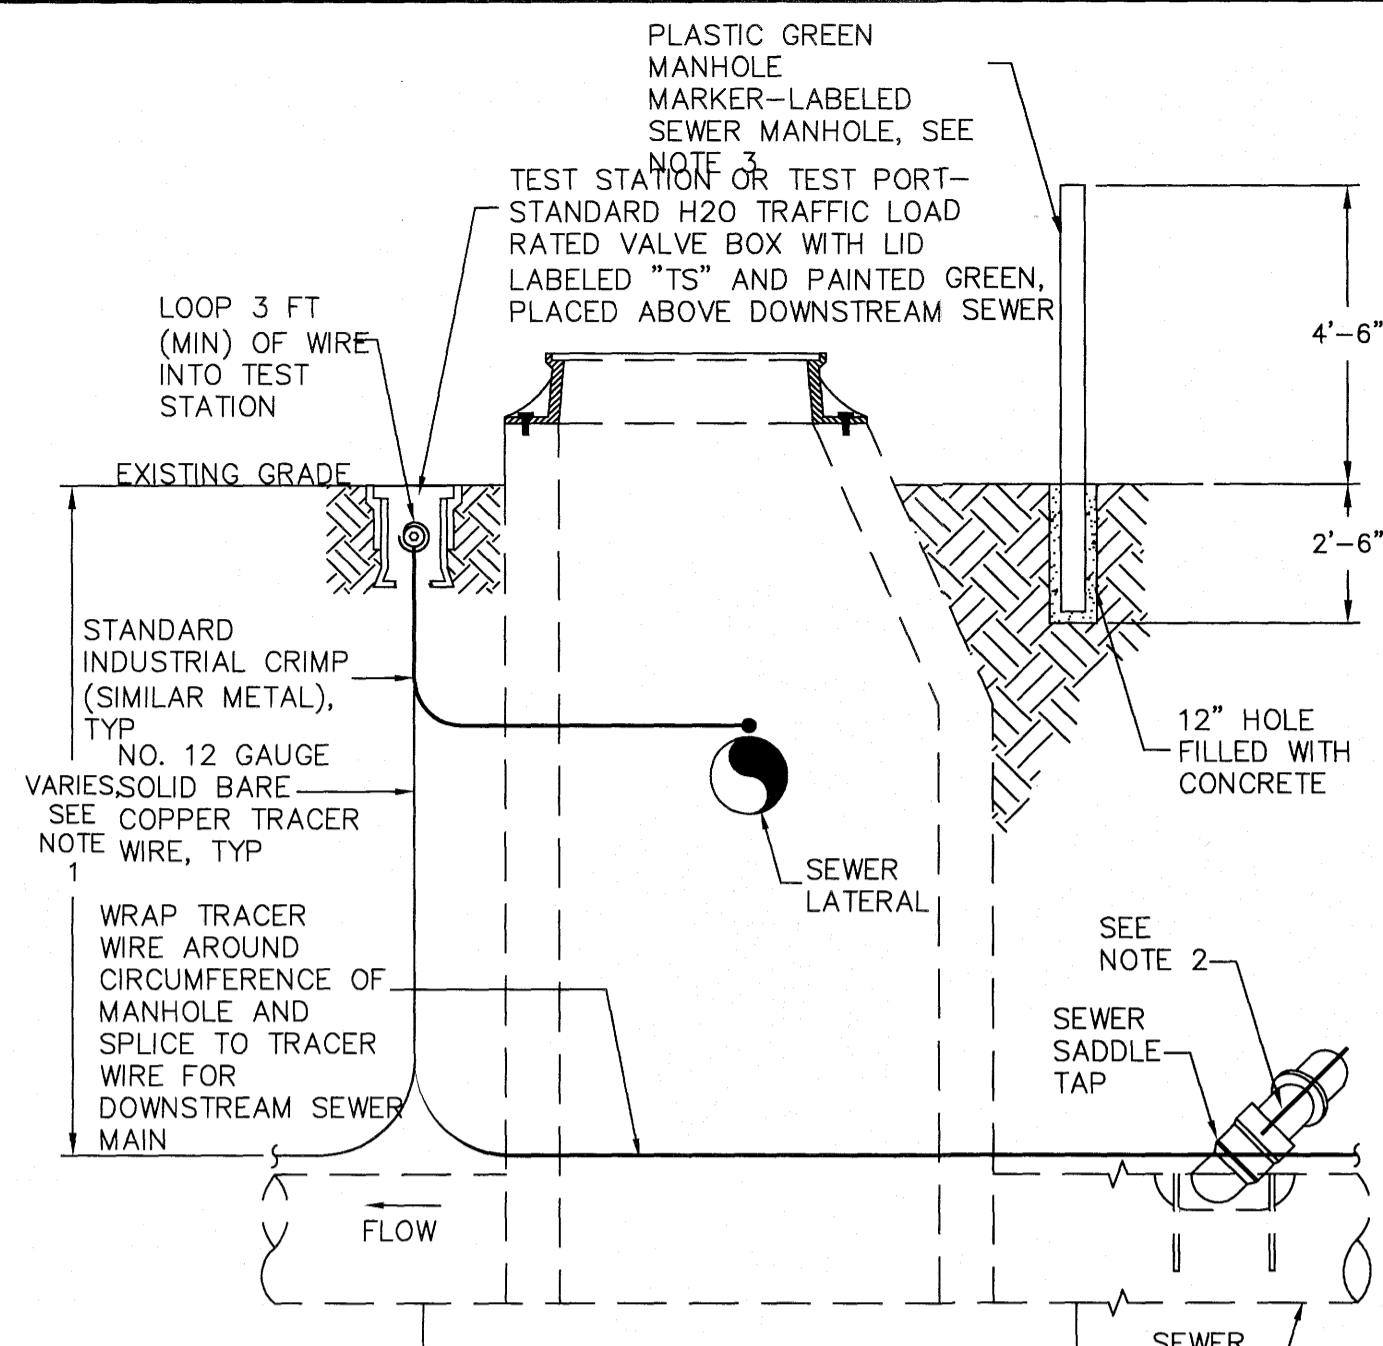 PLASTIC GREEN
MANHOLE
MARKER-LABELED
SEWER MANHOLE, SEE
NOTE 3
TEST STATION OR TEST PORT-
STANDARD H2O TRAFFIC LOAD
RATED VALVE BOX WITH LID
LABELED "TS" AND PAINTED GREEN,
PLACED ABOVE DOWNSTREAM SEWER
LOOP 3 FT
(MIN) OF WIRE
INTO TEST
STATION
4'-6"
EXISTING GRADE
2'-6"
STANDARD
INDUSTRIAL CRIMP
(SIMILAR METAL),
TYP
NO. 12 GAUGE
SOLID BARE
COPPER TRACER
WIRE, TYP
VARIES,
SEE
NOTE
1
12" HOLE
FILLED WITH
CONCRETE
SEWER
LATERAL
WRAP TRACER
WIRE AROUND
CIRCUMFERENCE OF
MANHOLE AND
SPLICE TO TRACER
WIRE FOR
DOWNSTREAM SEWER
MAIN
SEE
NOTE 2
SEWER
SADDLE
TAP
FLOW
SEWER